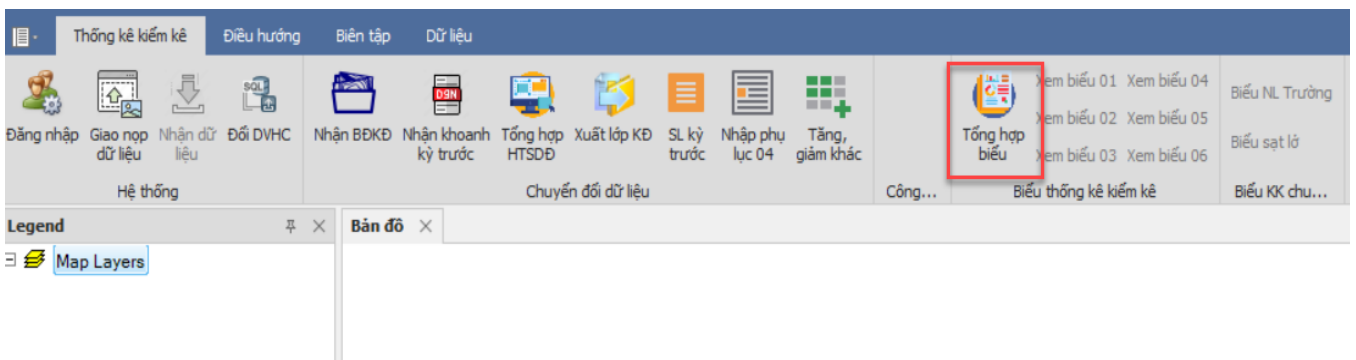 Thống kê kiểm kê Điều hướng Biên tập Dữ liệu
Đăng nhập
Giao nọp
dữ liệu
Nhận dữ
liệu
SQL
Đổi DVHC
Nhận BĐKĐ
DGN
Nhận khoanh
kỳ trước
Tổng hợp
HTSDĐ
Xuất lớp KĐ
SL kỳ
trước
Nhập phụ
lục 04
Tăng,
giảm khác
Tổng hợp
biểu
Xem biểu 01 Xem biểu 04
Xem biểu 02 Xem biểu 05
Xem biểu 03 Xem biểu 06
Biểu NL Trường
Biểu sạt lở
Hệ thống
Chuyển đổi dữ liệu
Công...
Biểu thống kê kiểm kê
Biểu KK chu...
Legend
Bản đồ
Map Layers